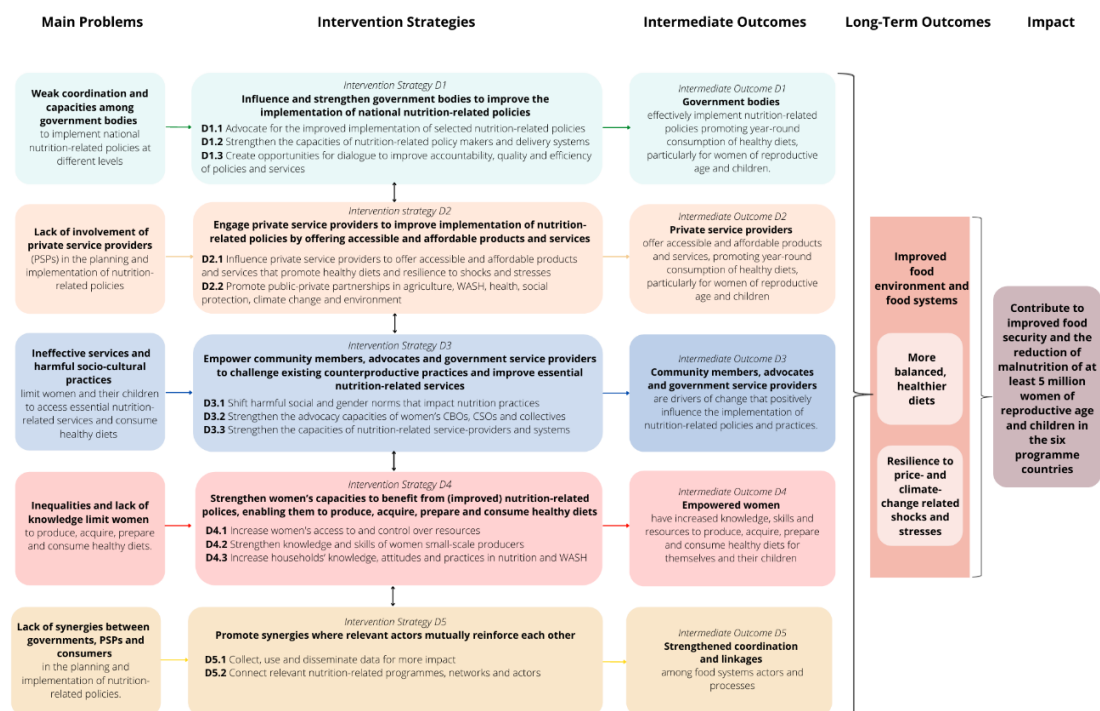 Main Problems
Intervention Strategies
Intermediate Outcomes
Long-Term Outcomes
Impact
Weak coordination and
capacities among
government bodies
to implement national
nutrition-related policies at
different levels
Intervention Strategy D1
Influence and strengthen government bodies to improve the
implementation of national nutrition-related policies
D1.1 Advocate for the improved implementation of selected nutrition-related policies
D1.2 Strengthen the capacities of nutrition-related policy makers and delivery systems
D1.3 Create opportunities for dialogue to improve accountability, quality and efficiency
of policies and services
Intermediate Outcome D1
Government bodies
effectively implement nutrition-related
policies promoting year-round
consumption of healthy diets,
particularly for women of reproductive
age and children.
Lack of involvement of
private service providers
(PSPs) in the planning and
implementation of nutrition-
related policies
Intervention strategy D2
Engage private service providers to improve implementation of nutrition-
related policies by offering accessible and affordable products and services
D2.1 Influence private service providers to offer accessible and affordable products
and services that promote healthy diets and resilience to shocks and stresses
D2.2 Promote public-private partnerships in agriculture, WASH, health, social
protection, climate change and environment
Intermediate Outcome D2
Private service providers
offer accessible and affordable products
and services, promoting year-round
consumption of healthy diets,
particularly for women of reproductive
age and children
Ineffective services and
harmful socio-cultural
practices
limit women and their children
to access essential nutrition-
related services and consume
healthy diets
Intervention Strategy D3
Empower community members, advocates and government service providers
to challenge existing counterproductive practices and improve essential
nutrition-related services
D3.1 Shift harmful social and gender norms that impact nutrition practices
D3.2 Strengthen the advocacy capacities of women's CBOs, CSOs and collectives
D3.3 Strengthen the capacities of nutrition-related service-providers and systems
Intermediate Outcome D3
Community members, advocates
and government service providers
are drivers of change that positively
influence the implementation of
nutrition-related policies and practices.
Inequalities and lack of
knowledge limit women
to produce, acquire, prepare
and consume healthy diets.
Intervention Strategy D4
Strengthen women's capacities to benefit from (improved) nutrition-related
polices, enabling them to produce, acquire, prepare and consume healthy diets
D4.1 Increase women's access to and control over resources
D4.2 Strengthen knowledge and skills of women small-scale producers
D4.3 Increase households' knowledge, attitudes and practices in nutrition and WASH
Intermediate Outcome D4
Empowered women
have increased knowledge, skills and
resources to produce, acquire, prepare
and consume healthy diets for
themselves and their children
Lack of synergies between
governments, PSPs and
consumers
in the planning and
implementation of nutrition-
related policies.
Intervention Strategy D5
Promote synergies where relevant actors mutually reinforce each other
D5.1 Collect, use and disseminate data for more impact
D5.2 Connect relevant nutrition-related programmes, networks and actors
Intermediate Outcome D5
Strengthened coordination
and linkages
among food systems actors and
processes
Improved
food
environment and
food systems
More
balanced,
healthier
diets
Resilience to
price- and
climate-
change related
shocks and
stresses
Contribute to
improved food
security and the
reduction of
malnutrition of at
least 5 million
women of
reproductive age
and children in
the six
programme
countries